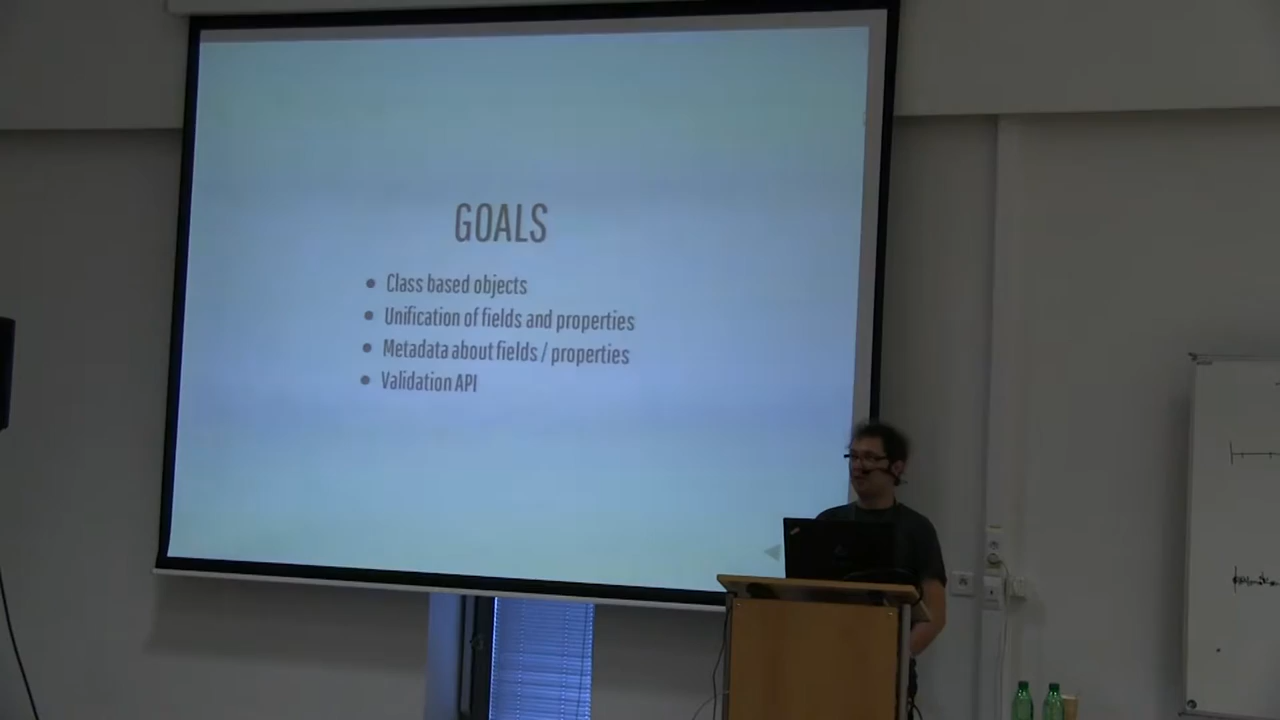 GOALS
Class based objects
Unification of fields and properties
Metadata about fields / properties
Validation API